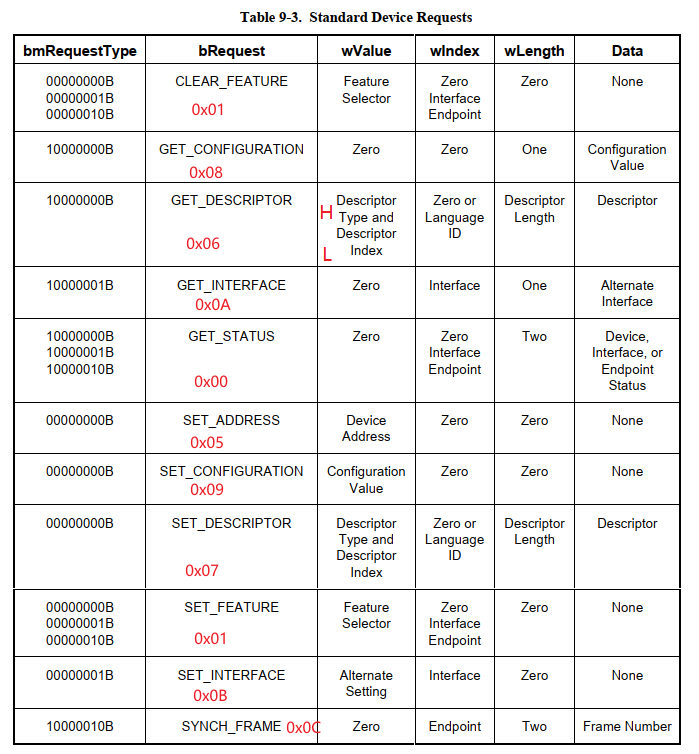 Table 9-3. Standard Device Requests
bmRequestType bRequest wValue wIndex wLength Data
00000000B CLEAR_FEATURE Feature Zero Zero None
00000001B Selector Interface
00000010B 0x01 Endpoint
10000000B GET_CONFIGURATION Zero Zero One Configuration
0x08 Value
10000000B GET_DESCRIPTOR Descriptor Zero or Descriptor Descriptor
H Type and Language Length
0x06 Descriptor ID
L Index
10000001B GET_INTERFACE Zero Interface One Alternate
0x0A Interface
10000000B GET_STATUS Zero Zero Two Device,
10000001B Interface Interface, or
10000010B Endpoint Endpoint
0x00 Status
00000000B SET_ADDRESS Device Zero Zero None
0x05 Address
00000000B SET_CONFIGURATION Configuration Zero Zero None
0x09 Value
00000000B SET_DESCRIPTOR Descriptor Zero or Descriptor Descriptor
Type and Language Length
Descriptor ID
0x07 Index
00000000B SET_FEATURE Feature Zero Zero None
00000001B Selector Interface
00000010B 0x01 Endpoint
00000001B SET_INTERFACE Alternate Interface Zero None
0x0B Setting
10000010B SYNCH_FRAME 0x0C Zero Endpoint Two Frame Number